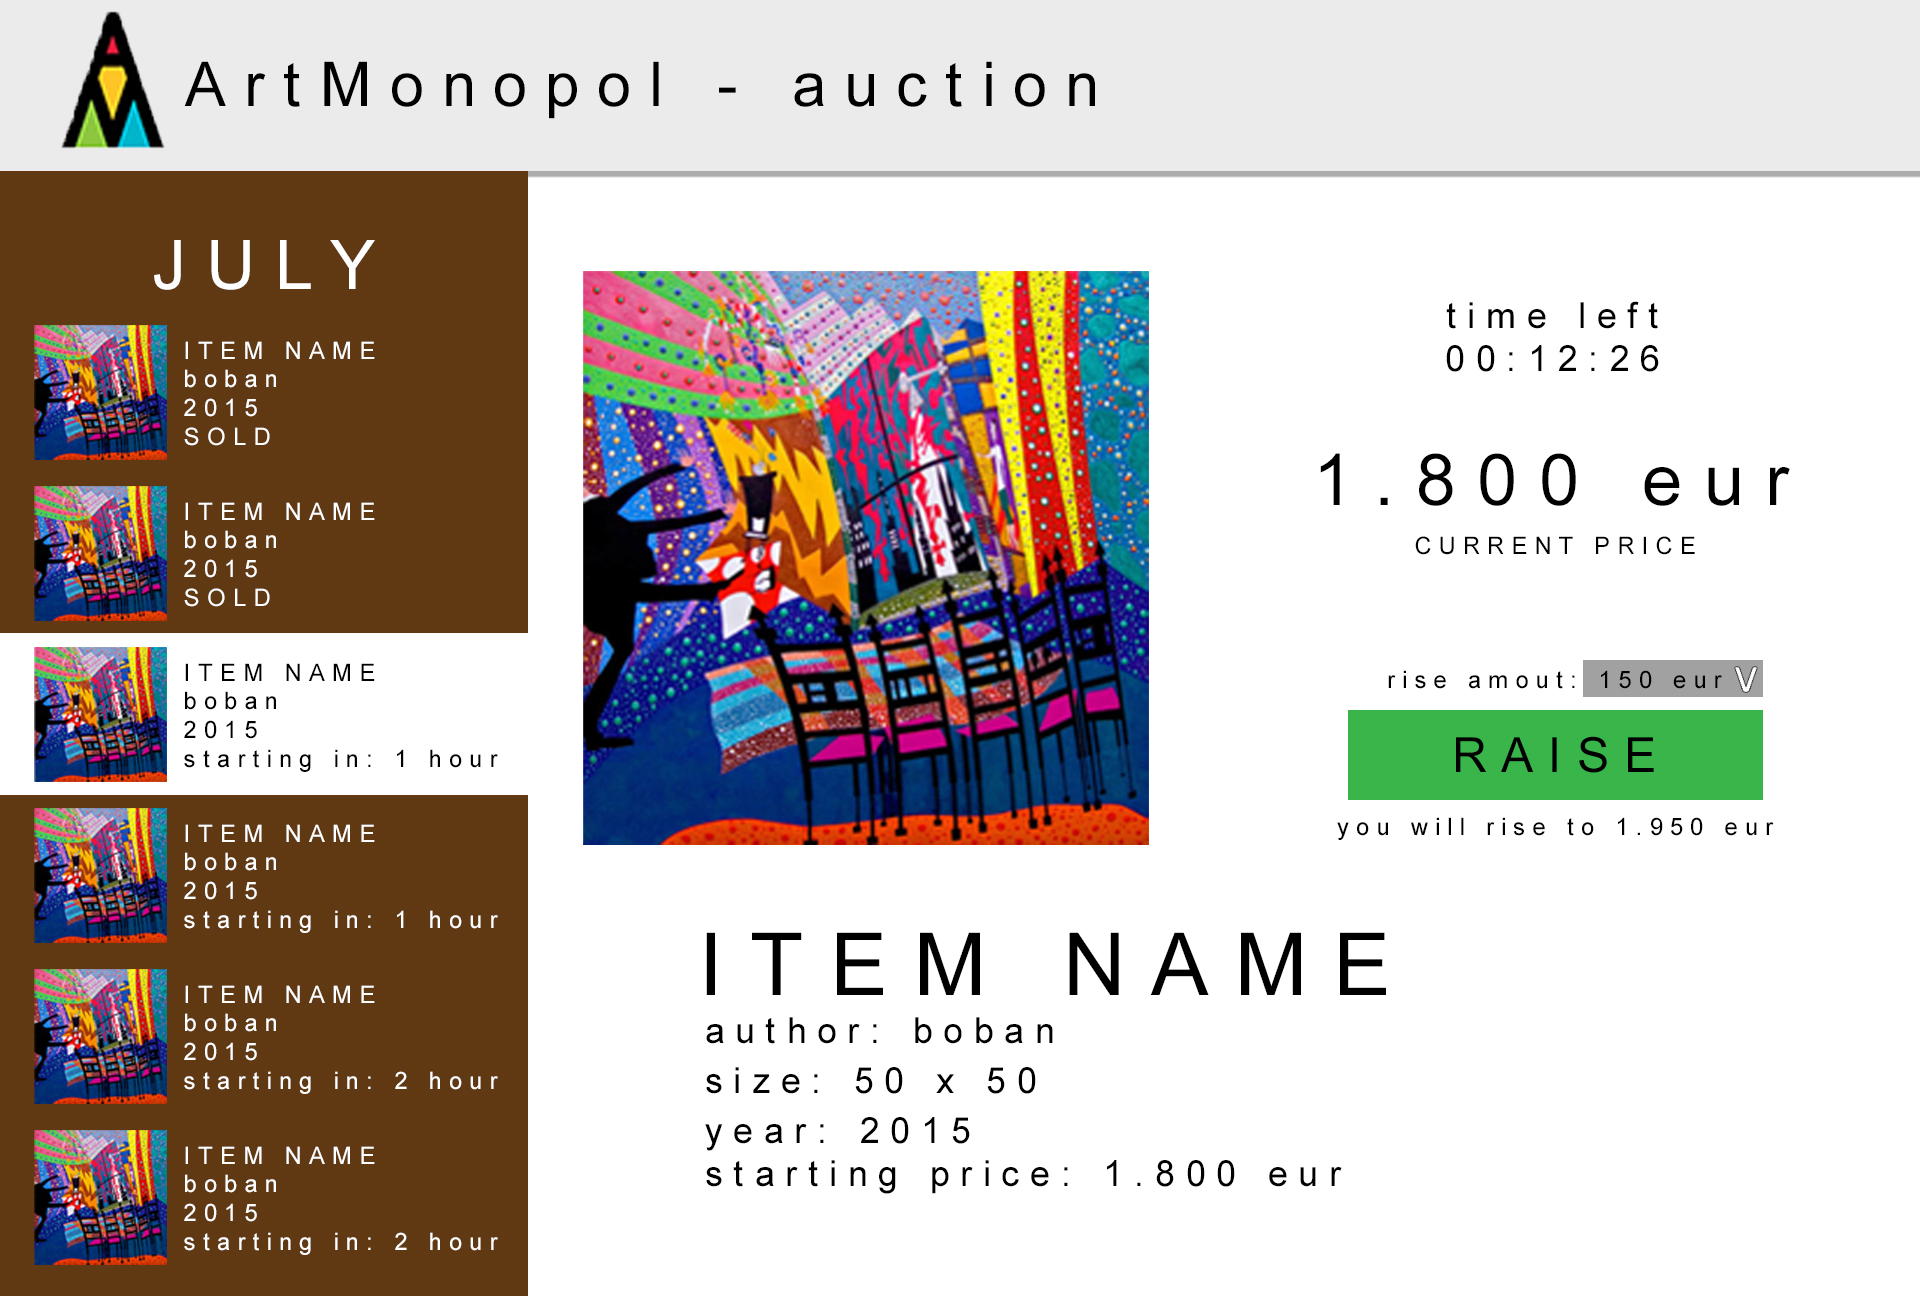 ArtMonopol - auction
JULY
ITEM NAME
boban
2015
SOLD
ITEM NAME
boban
2015
SOLD
ITEM NAME
boban
2015
starting in: 1 hour
ITEM NAME
boban
2015
starting in: 1 hour
ITEM NAME
boban
2015
starting in: 2 hour
ITEM NAME
boban
2015
starting in: 2 hour
time left
00:12:26
1.800 eur
CURRENT PRICE
rise amout: 150 eur V
RAISE
you will rise to 1.950 eur
ITEM NAME
author: boban
size: 50 x 50
year: 2015
starting price: 1.800 eur